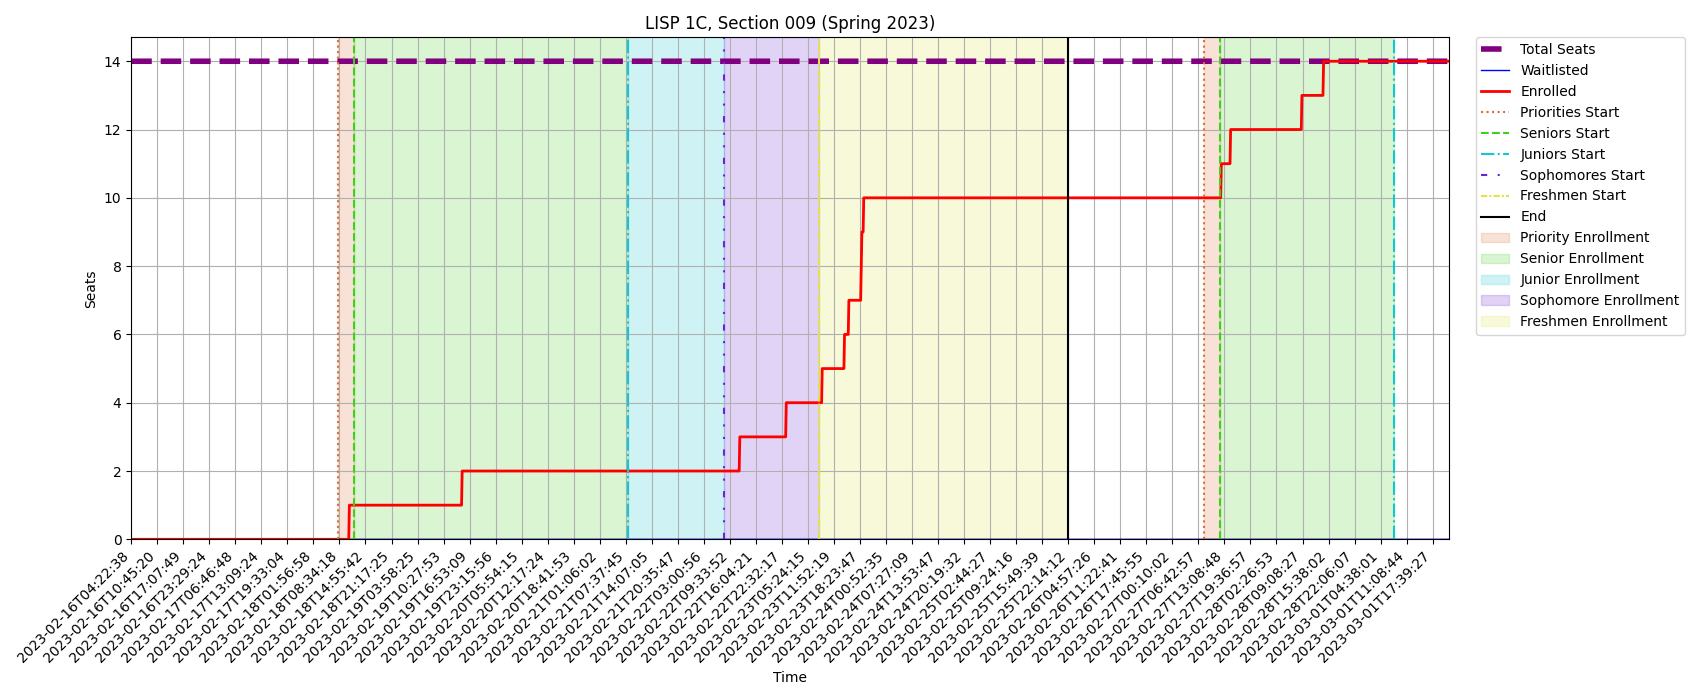 LISP 1C, Section 009 (Spring 2023)
Seats
14
12
10
8
6
4
2
0
2023-02-16T04:22:38
2023-02-16T10:45:20
2023-02-16T17:07:49
2023-02-16T23:29:24
2023-02-17T06:46:48
2023-02-17T13:09:24
2023-02-17T19:33:04
2023-02-18T01:56:58
2023-02-18T08:34:18
2023-02-18T14:55:42
2023-02-18T21:17:25
2023-02-19T03:58:25
2023-02-19T10:27:53
2023-02-19T16:53:09
2023-02-19T23:15:56
2023-02-20T05:54:15
2023-02-20T12:17:24
2023-02-20T18:41:53
2023-02-21T01:06:02
2023-02-21T07:37:45
2023-02-21T14:07:05
2023-02-21T20:35:47
2023-02-22T03:00:56
2023-02-22T09:33:52
2023-02-22T16:04:21
2023-02-22T22:32:17
2023-02-23T05:24:15
2023-02-23T11:52:19
2023-02-23T18:23:47
2023-02-24T00:52:35
2023-02-24T07:27:09
2023-02-24T13:53:47
2023-02-24T20:19:32
2023-02-25T02:44:27
2023-02-25T09:24:16
2023-02-25T15:49:39
2023-02-25T22:14:12
2023-02-26T04:57:26
2023-02-26T11:22:41
2023-02-26T17:45:55
2023-02-27T00:10:02
2023-02-27T06:42:57
2023-02-27T13:08:48
2023-02-27T19:36:57
2023-02-28T02:26:53
2023-02-28T09:08:27
2023-02-28T15:38:02
2023-02-28T22:06:07
2023-03-01T04:38:01
2023-03-01T11:08:44
2023-03-01T17:39:27
Time
Total Seats
Waitlisted
Enrolled
Priorities Start
Seniors Start
Juniors Start
Sophomores Start
Freshmen Start
End
Priority Enrollment
Senior Enrollment
Junior Enrollment
Sophomore Enrollment
Freshmen Enrollment